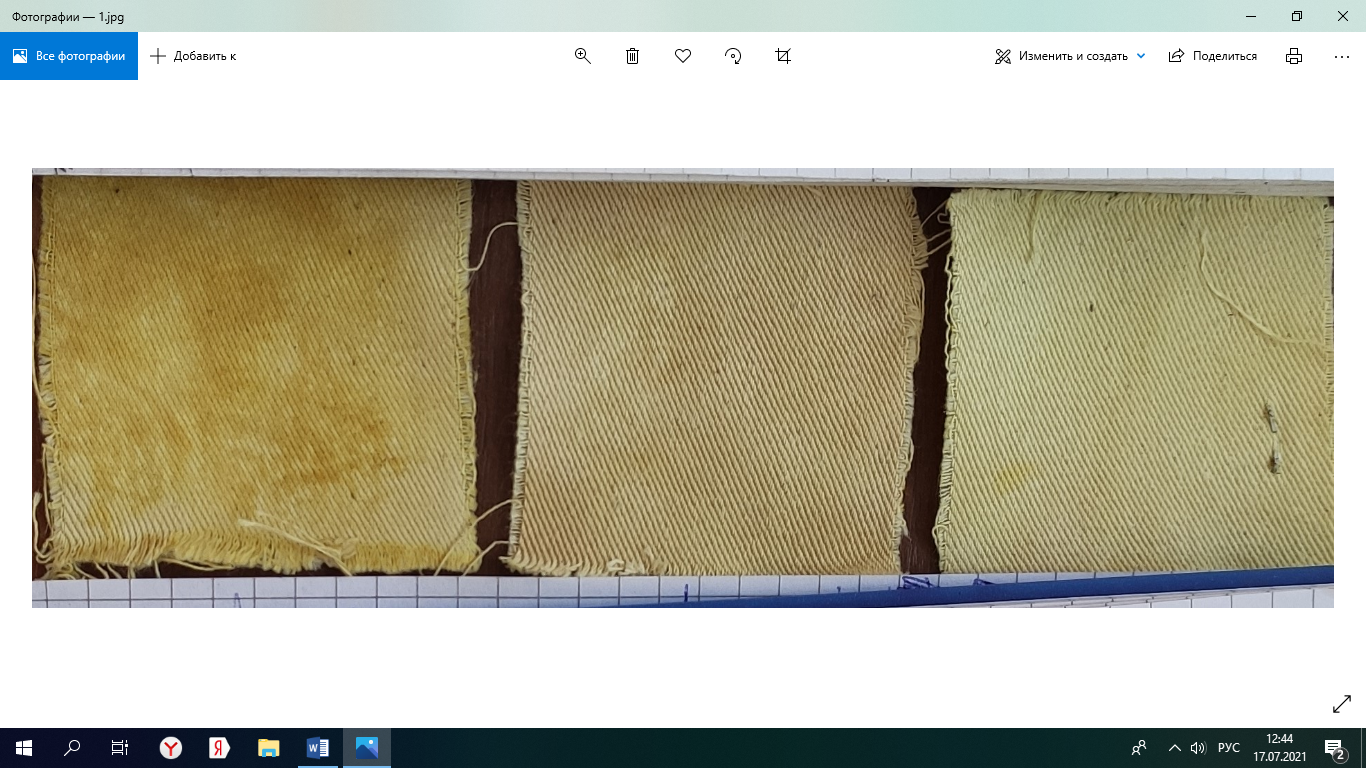 Фотографии — 1.jpg
Все фотографии
Добавить к
Изменить и создать
Поделиться
РУС
12:44
17.07.2021
2